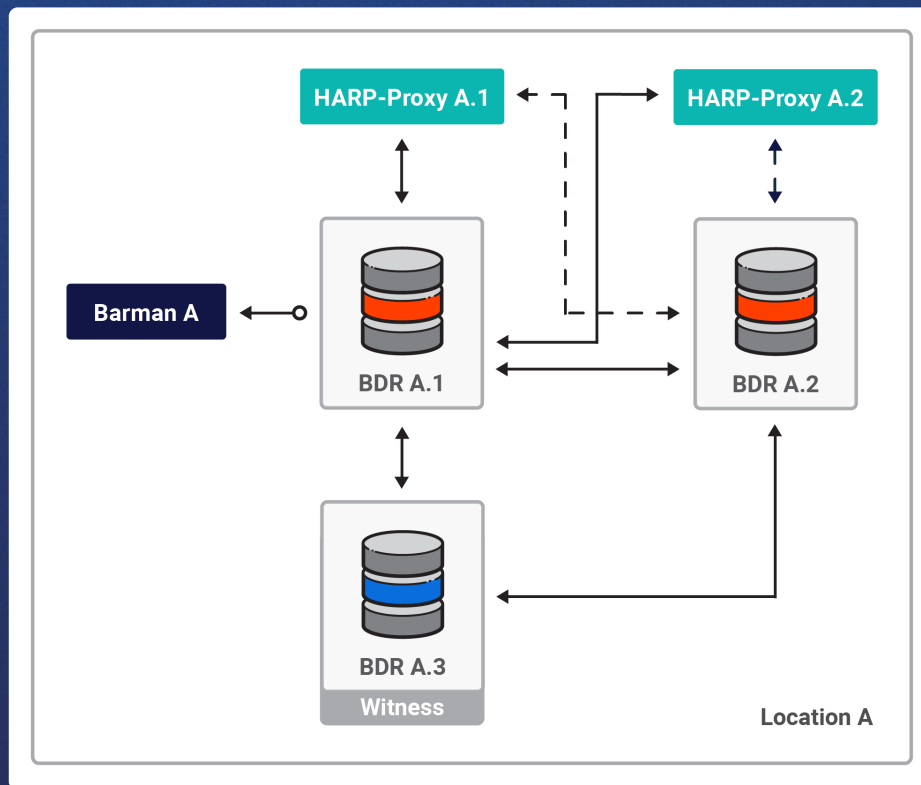 HARP-Proxy A.1
HARP-Proxy A.2
Barman A
BDR A.1
BDR A.2
BDR A.3
Witness
Location A